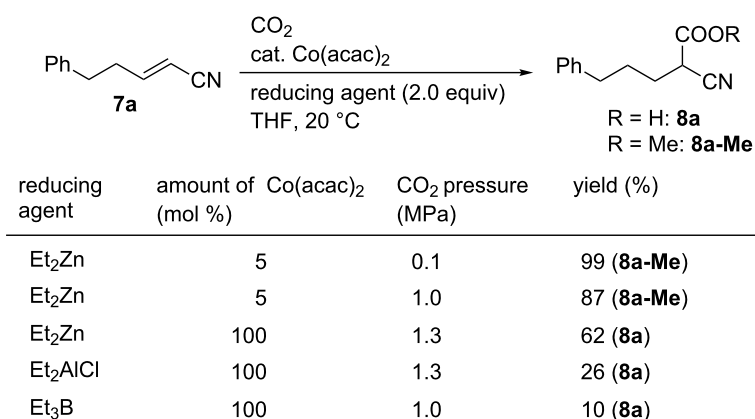 CO2
cat. Co(acac)2
reducing agent (2.0 equiv)
THF, 20 °C
Ph
CN
7a
COOR
Ph
CN
R = H: 8a
R = Me: 8a-Me
reducing agent amount of Co(acac)2 (mol %) CO2 pressure (MPa) yield (%)
Et2Zn 5 0.1 99 (8a-Me)
Et2Zn 5 1.0 87 (8a-Me)
Et2Zn 100 1.3 62 (8a)
Et2AlCl 100 1.3 26 (8a)
Et3B 100 1.0 10 (8a)